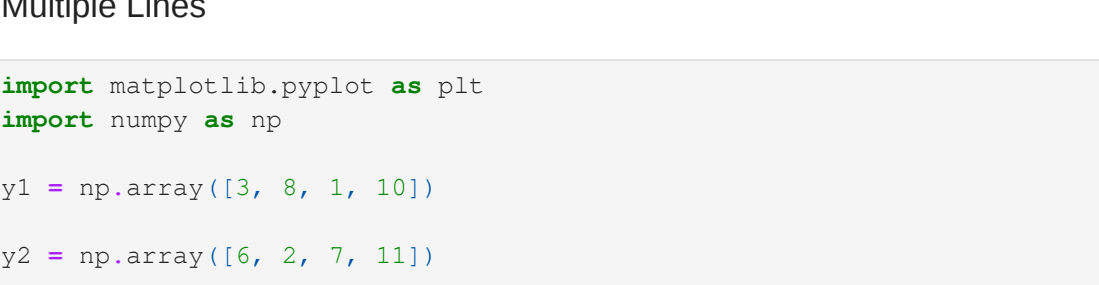 Multiple Lines
import matplotlib.pyplot as plt
import numpy as np
y1 = np.array([3, 8, 1, 10])
y2 = np.array([6, 2, 7, 11])